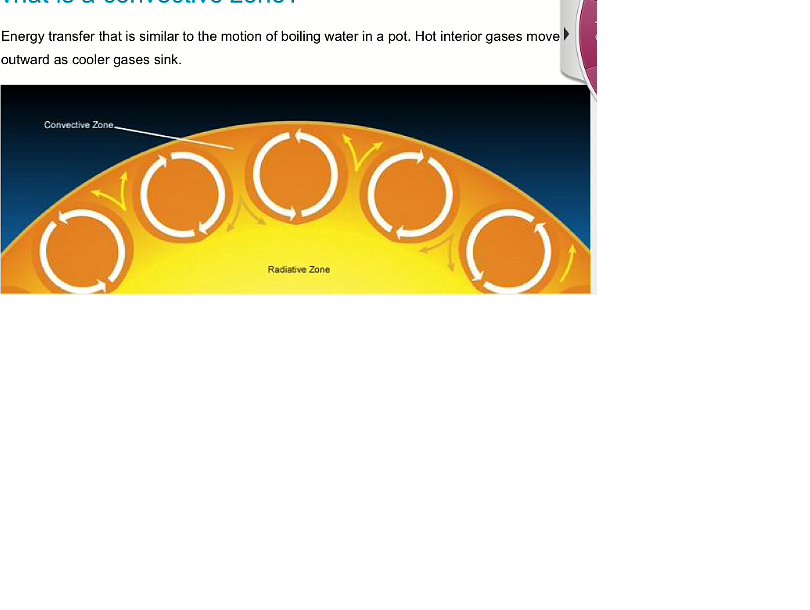 what is a convective zone?
Energy transfer that is similar to the motion of boiling water in a pot. Hot interior gases move
outward as cooler gases sink.
Convective Zone
Radiative Zone